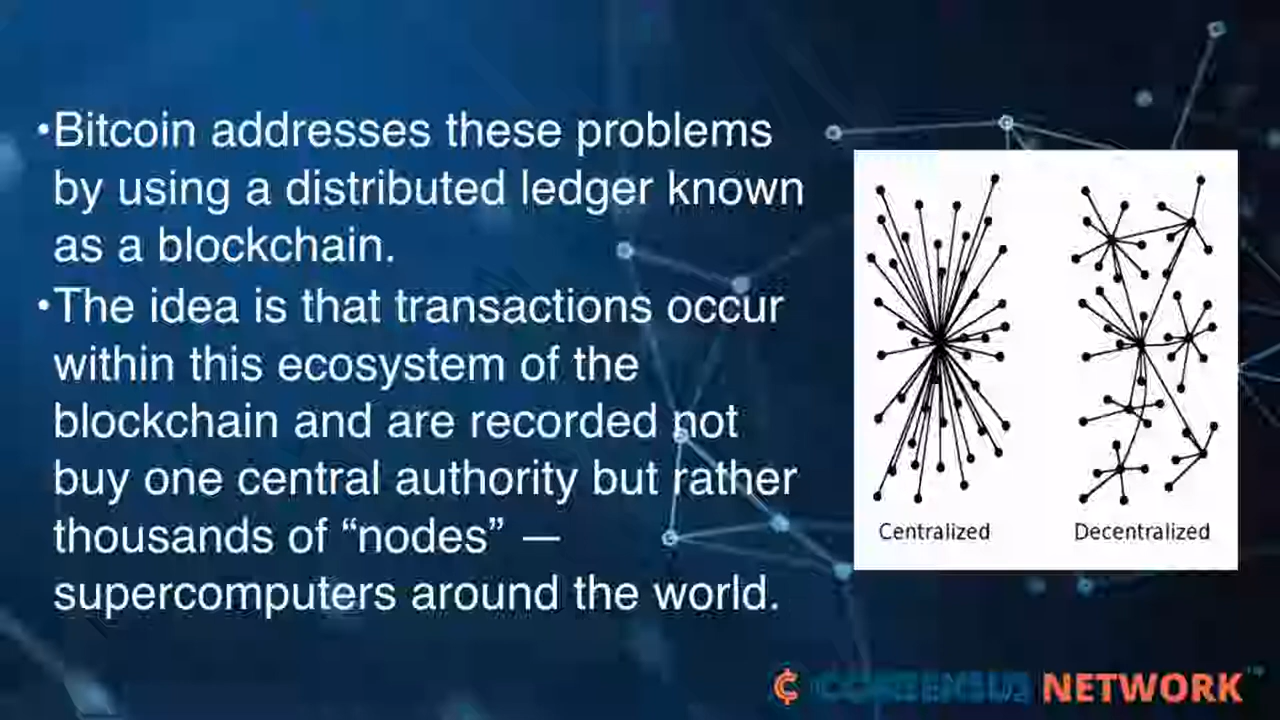 •Bitcoin addresses these problems
by using a distributed ledger known
as a blockchain.
•The idea is that transactions occur
within this ecosystem of the
blockchain and are recorded not
buy one central authority but rather
thousands of “nodes” —
supercomputers around the world.
Centralized
Decentralized
CONSENSUS NETWORK